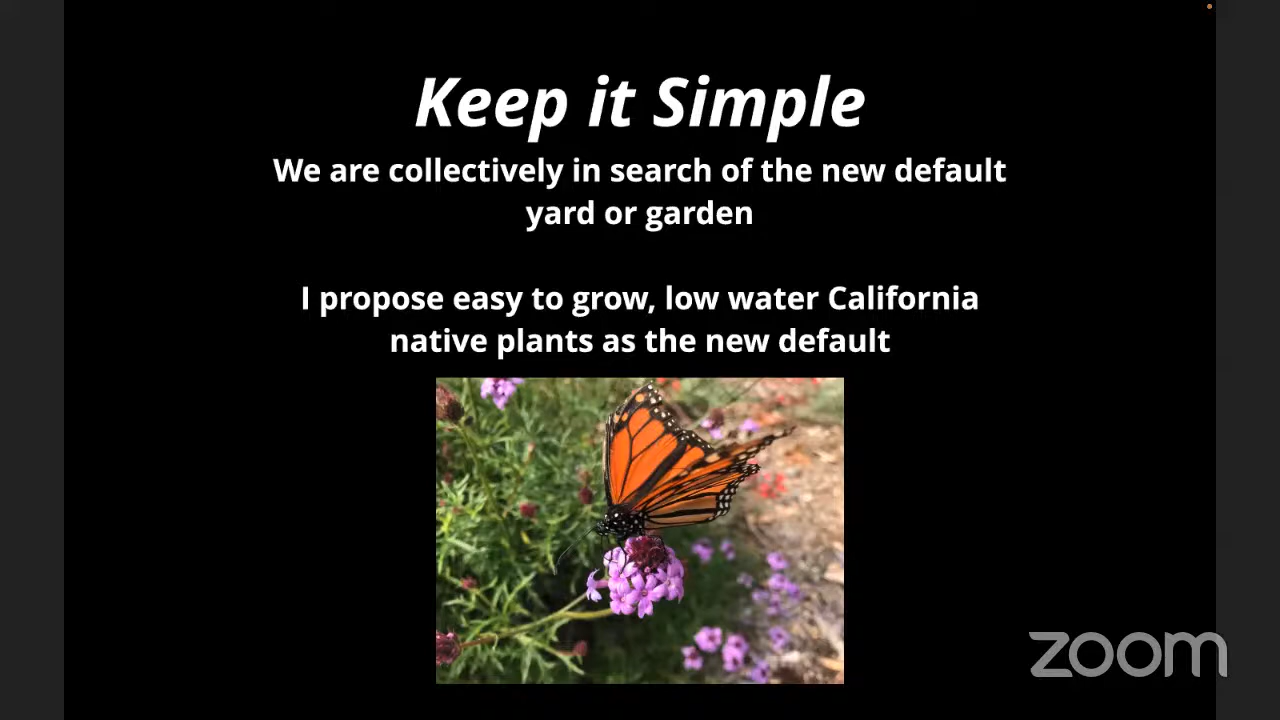 Keep it Simple
We are collectively in search of the new default
yard or garden
I propose easy to grow, low water California
native plants as the new default
zoom